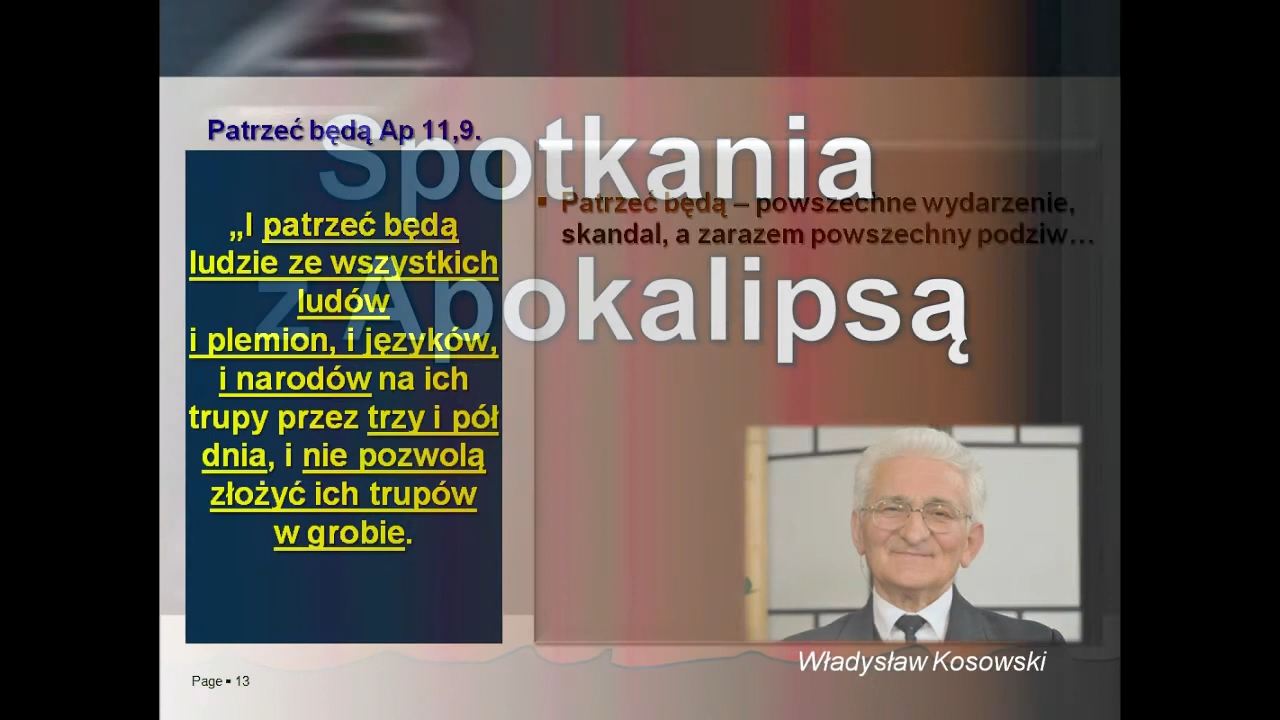 Patrzeć będą Ap 11,9.
„I patrzeć będą
ludzie ze wszystkich
ludów
i plemion, i języków,
i narodów na ich
trupy przez trzy i pół
dnia, i nie pozwolą
złożyć ich trupów
w grobie.
Spotkania
z Apokalipsą
▪ Patrzeć będą – powszechne wydarzenie,
skandal, a zarazem powszechny podziw…
Władysław Kosowski
Page ▪ 13